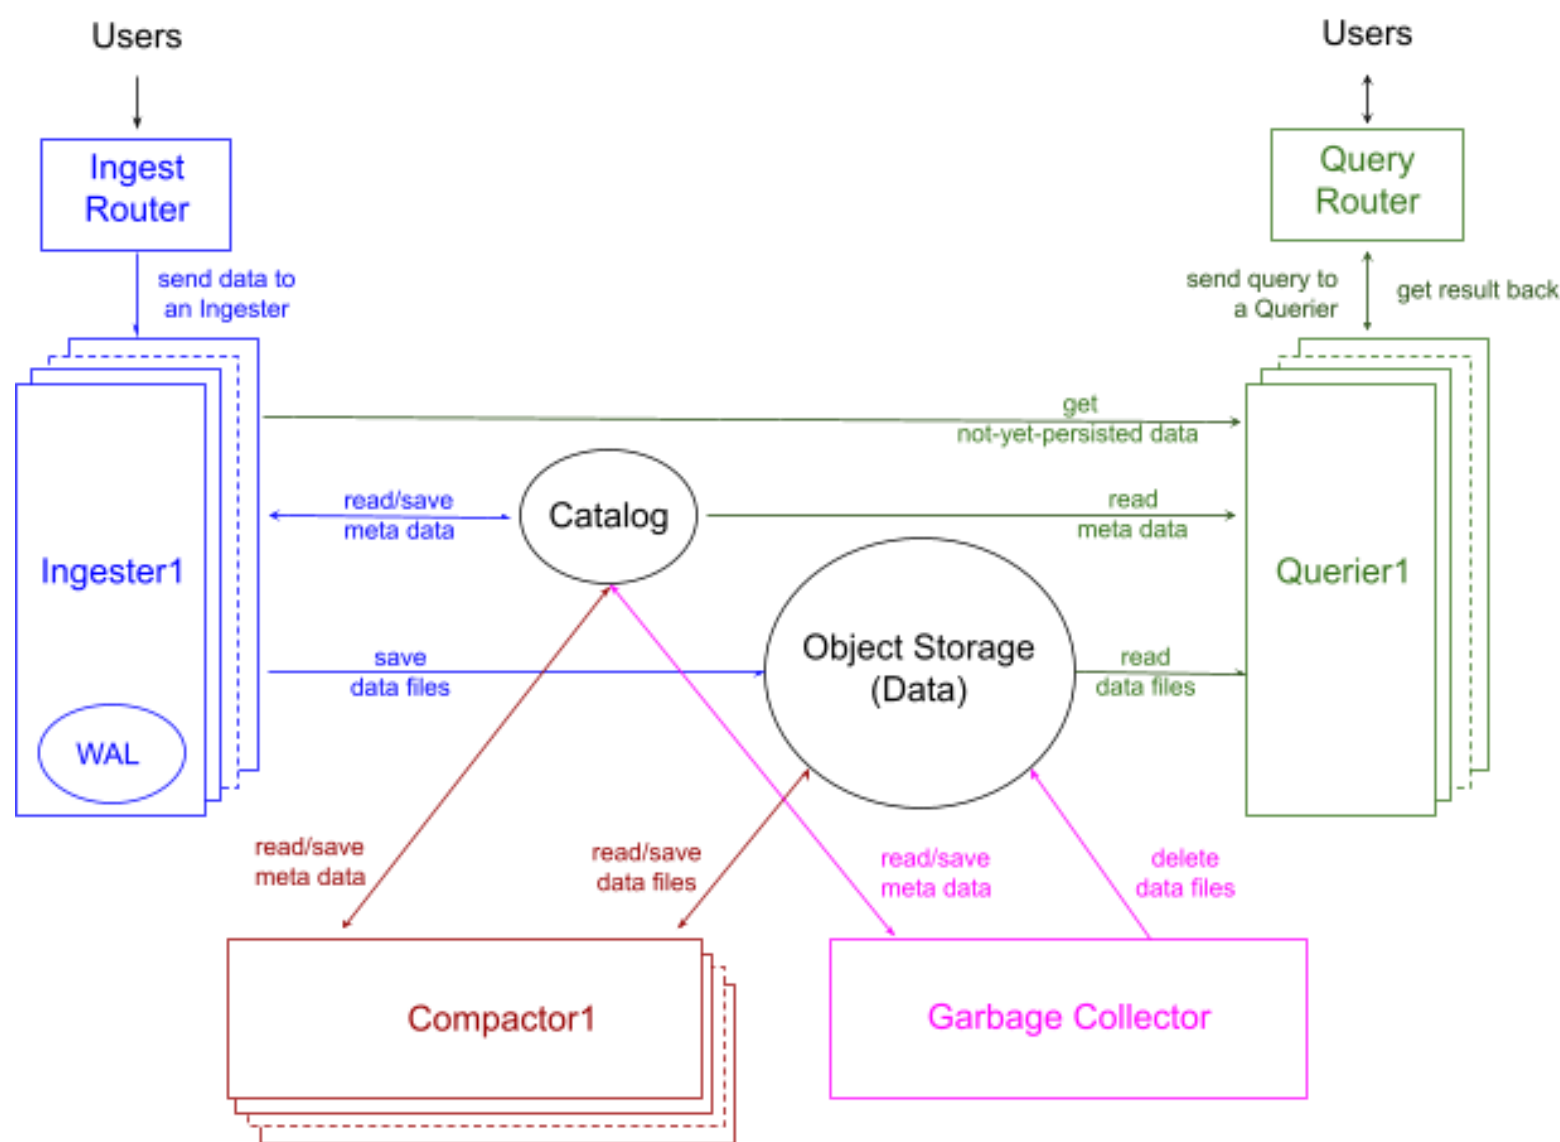 Users
Users
Ingest
Router
Query
Router
send data to
an Ingester
send query to
a Querier
get result back
get
not-yet-persisted data
read/save
meta data
Catalog
read
meta data
Ingester1
Querier1
save
data files
Object Storage
(Data)
read
data files
WAL
read/save
meta data
read/save
data files
read/save
meta data
delete
data files
Compactor1
Garbage Collector